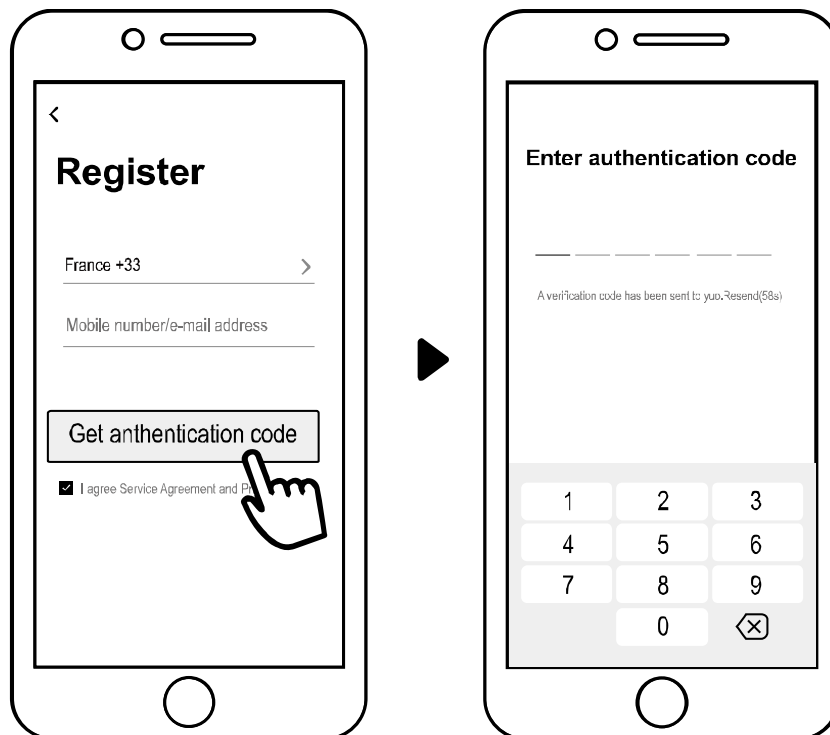 Register
France +33
Mobile number/e-mail address
Get anthentication code
I agree Service Agreement and
Enter authentication code
A verification code has been sent to yuo.Resend(58s)
1 2 3
4 5 6
7 8 9
0